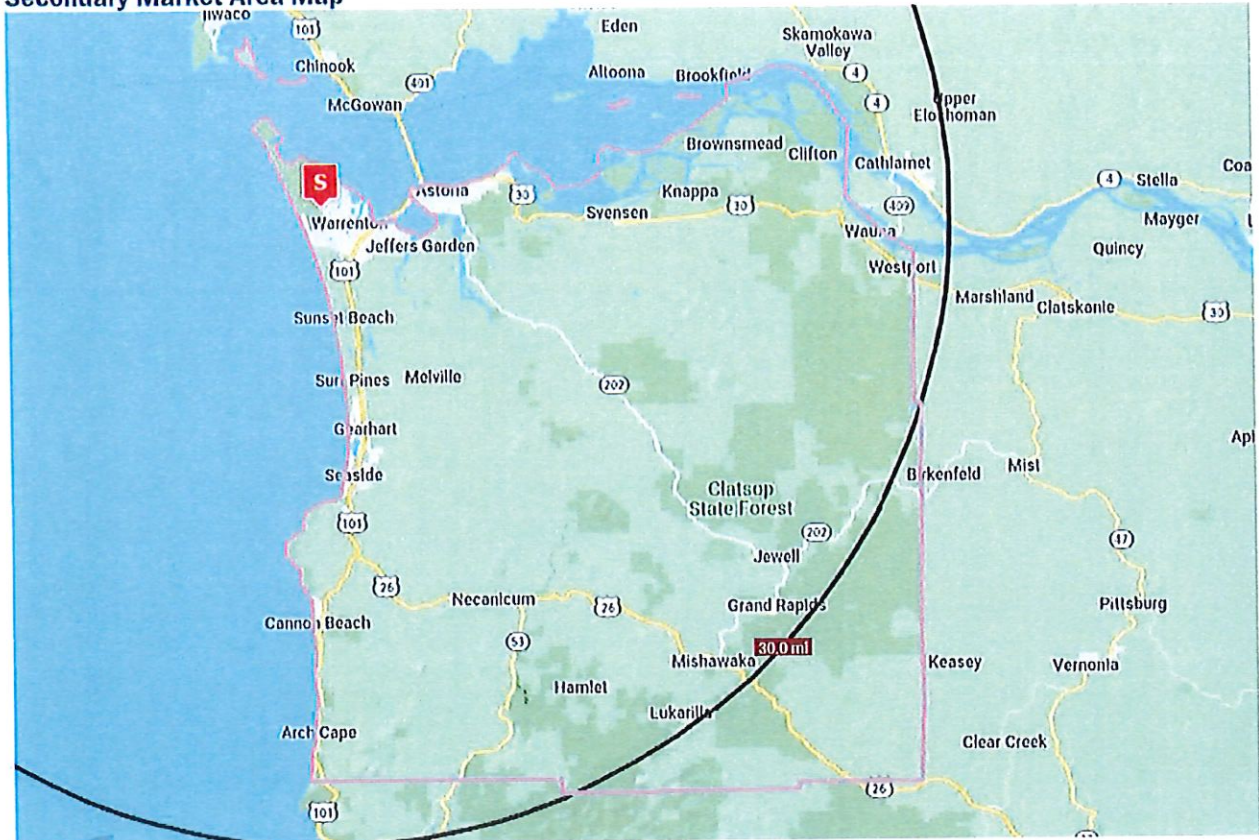 Secondary Market Area Map
Ilwaco
101
Eden
Skamokawa
Valley
Chinook
401
Altoona
Brookfield
4
McGowan
4
Upper
Elochoman
Brownsmead
Clifton
Cathlamet
S
Astoria
30
Knappa
30
409
4
Stella
Coa
Warrenton
Svensen
Mayger
Jeffers Garden
Wauna
Quincy
101
Westport
Marshland
Clatskanie
30
Sunset Beach
Surf Pines
Melville
202
Gearhart
Apl
Seaside
Birkenfeld
Mist
Clatsop
State Forest
101
202
47
Jewell
26
Necanicum
26
Grand Rapids
Pittsburg
Cannon Beach
53
30.0 mi
Mishawaka
Keasey
Vernonia
Hamlet
Lukarilla
Arch Cape
Clear Creek
26
101